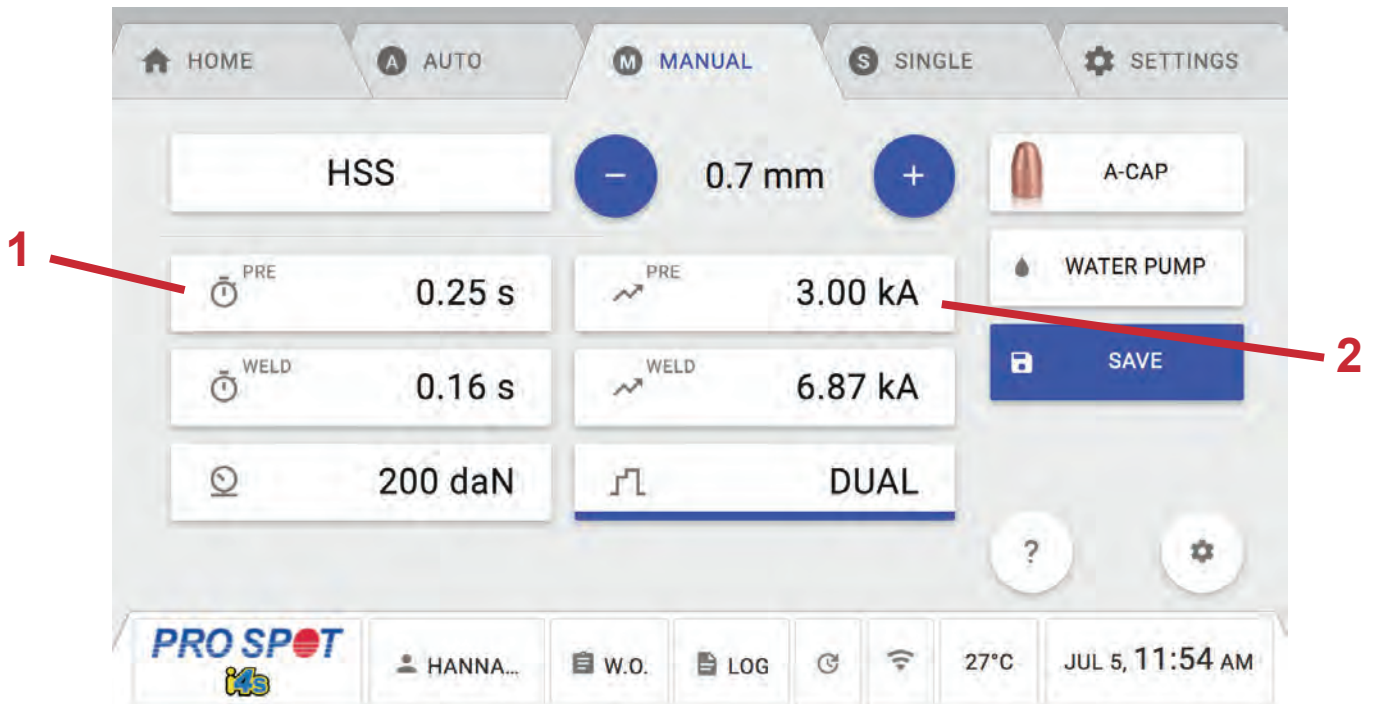 HOME
A AUTO
M MANUAL
S SINGLE
SETTINGS
HSS
− 0.7 mm +
A-CAP
1
PRE 0.25 s
PRE 3.00 kA
WATER PUMP
2
WELD 0.16 s
WELD 6.87 kA
SAVE
200 daN
DUAL
?
PRO SPOT
i4s
HANNA...
W.O.
LOG
27°C
JUL 5, 11:54 AM